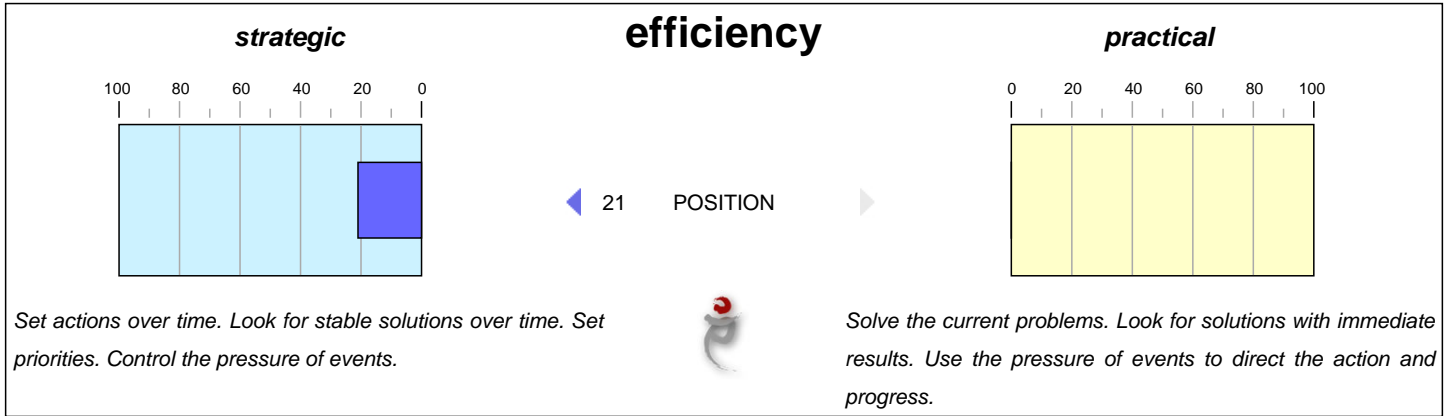 efficiency
strategic
practical
100 80 60 40 20 0
0 20 40 60 80 100
21 POSITION
Set actions over time. Look for stable solutions over time. Set
priorities. Control the pressure of events.
Solve the current problems. Look for solutions with immediate
results. Use the pressure of events to direct the action and
progress.